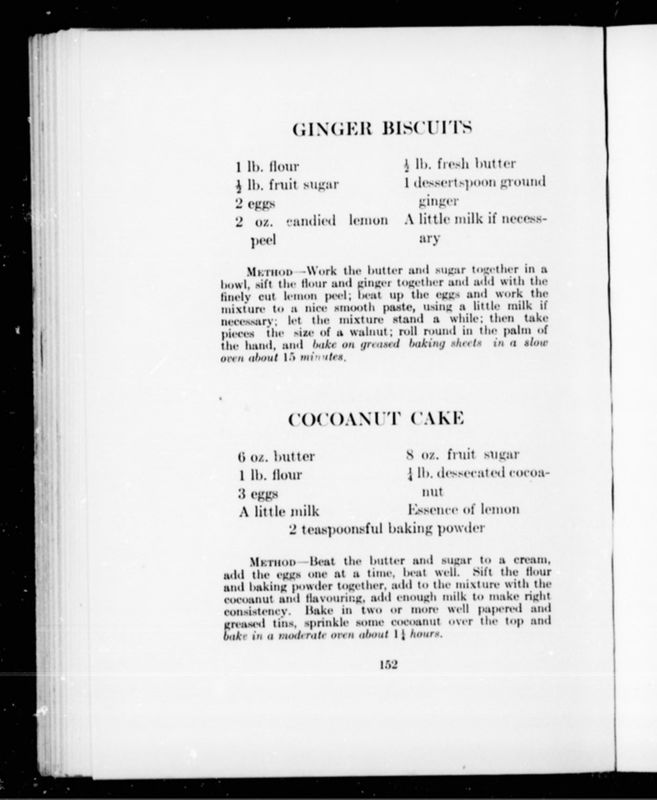 GINGER BISCUITS
1 lb. flour
½ lb. fruit sugar
2 eggs
2 oz. candied lemon
peel
½ lb. fresh butter
1 dessertspoon ground
ginger
A little milk if necess-
ary
METHOD—Work the butter and sugar together in a
bowl, sift the flour and ginger together and add with the
finely cut lemon peel; beat up the eggs and work the
mixture to a nice smooth paste, using a little milk if
necessary; let the mixture stand a while; then take
pieces the size of a walnut; roll round in the palm of
the hand, and bake on greased baking sheets in a slow
oven about 15 minutes.
COCOANUT CAKE
6 oz. butter
1 lb. flour
3 eggs
A little milk
8 oz. fruit sugar
¼ lb. dessecated cocoa-
nut
Essence of lemon
2 teaspoonsful baking powder
METHOD—Beat the butter and sugar to a cream,
add the eggs one at a time, beat well. Sift the flour
and baking powder together, add to the mixture with the
cocoanut and flavouring, add enough milk to make right
consistency. Bake in two or more well papered and
greased tins, sprinkle some cocoanut over the top and
bake in a moderate oven about 1¼ hours.
152